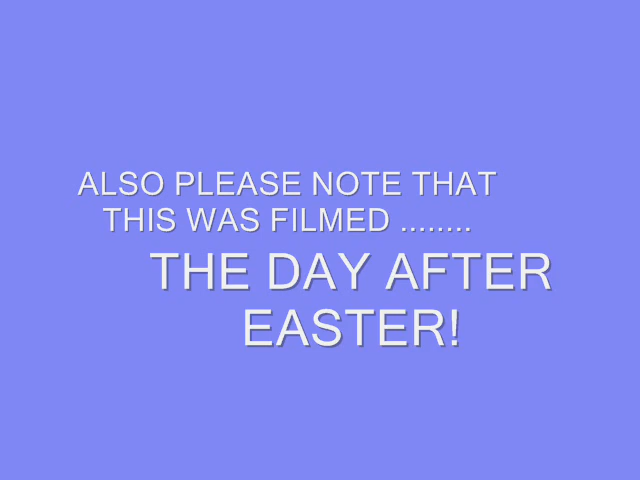 ALSO PLEASE NOTE THAT
THIS WAS FILMED ........
THE DAY AFTER
EASTER!